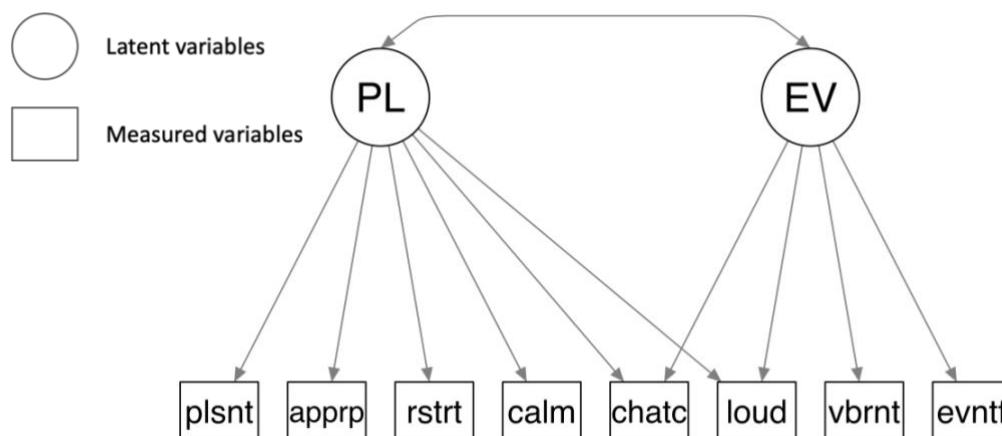 Latent variables
PL
EV
Measured variables
plsnt apprp rstrt calm chatc loud vbrnt evntf